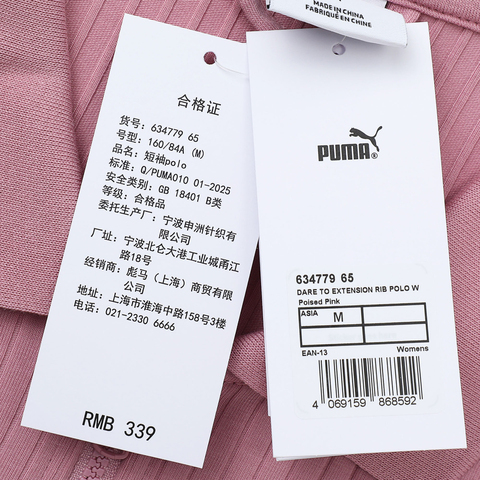 MADE IN CHINA
FABRIQUÉ EN CHINE
合格证
货号: 634779 65
号型: 160/84A (M)
品名: 短袖polo
标准: Q/PUMA010 01-2025
安全类别: GB 18401 B类
等级: 合格品
委托生产厂: 宁波申洲针织有
限公司
厂址: 宁波北仑大港工业城甬江
路18号
经销商: 彪马（上海）商贸有限
公司
地址: 上海市淮海中路158号3楼
电话: 021-2330 6666
RMB 339
PUMA®
634779 65
DARE TO EXTENSION RIB POLO W
Poised Pink
ASIA M
EAN-13 Womens
4 069159 868592